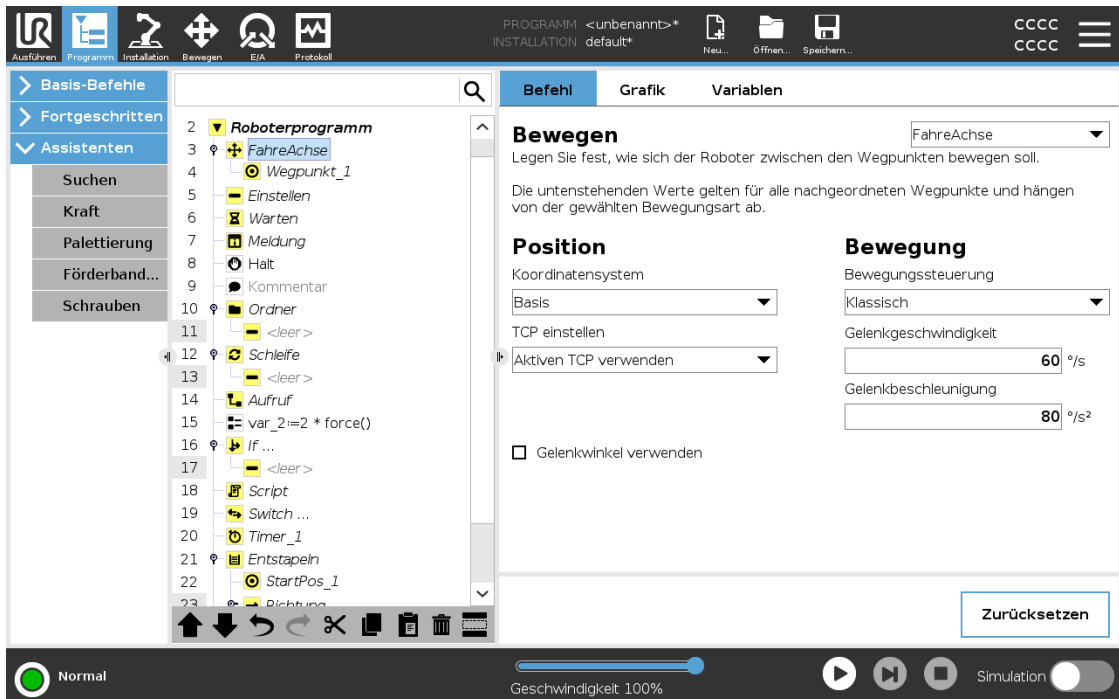 PROGRAMM <unbenannt>*
INSTALLATION default*
Ausführen Programm Installation Bewegen E/A Protokoll
Neu... Öffnen... Speichern...
CCCC
CCCC
Basis-Befehle
Fortgeschritten
Assistenten
Suchen
Kraft
Palettierung
Förderband...
Schrauben
2 Roboterprogramm
3 FahreAchse
4 Wegpunkt_1
5 Einstellen
6 Warten
7 Meldung
8 Halt
9 Kommentar
10 Ordner
11 <leer>
12 Schleife
13 <leer>
14 Aufruf
15 var_2:=2 * force()
16 If ...
17 <leer>
18 Script
19 Switch ...
20 Timer_1
21 Entstapeln
22 StartPos_1
23 Richtung
Befehl Grafik Variablen
Bewegen
FahreAchse
Legen Sie fest, wie sich der Roboter zwischen den Wegpunkten bewegen soll.
Die untenstehenden Werte gelten für alle nachgeordneten Wegpunkte und hängen
von der gewählten Bewegungsart ab.
Position
Koordinatensystem
Basis
TCP einstellen
Aktiven TCP verwenden
Gelenkwinkel verwenden
Bewegung
Bewegungssteuerung
Klassisch
Gelenkgeschwindigkeit
60 °/s
Gelenkbeschleunigung
80 °/s²
Zurücksetzen
Normal
Geschwindigkeit 100%
Simulation